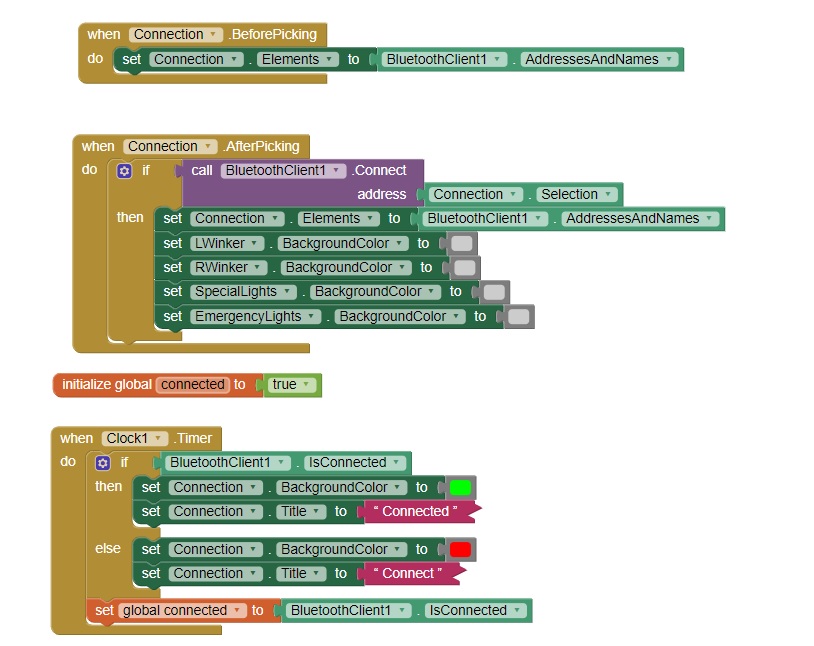 when Connection .BeforePicking
do set Connection . Elements to BluetoothClient1 . AddressesAndNames
when Connection .AfterPicking
do if call BluetoothClient1 .Connect
address Connection . Selection
then set Connection . Elements to BluetoothClient1 . AddressesAndNames
set LWinker . BackgroundColor to
set RWinker . BackgroundColor to
set SpecialLights . BackgroundColor to
set EmergencyLights . BackgroundColor to
initialize global connected to true
when Clock1 .Timer
do if BluetoothClient1 . IsConnected
then set Connection . BackgroundColor to
set Connection . Title to “ Connected ”
else set Connection . BackgroundColor to
set Connection . Title to “ Connect ”
set global connected to BluetoothClient1 . IsConnected